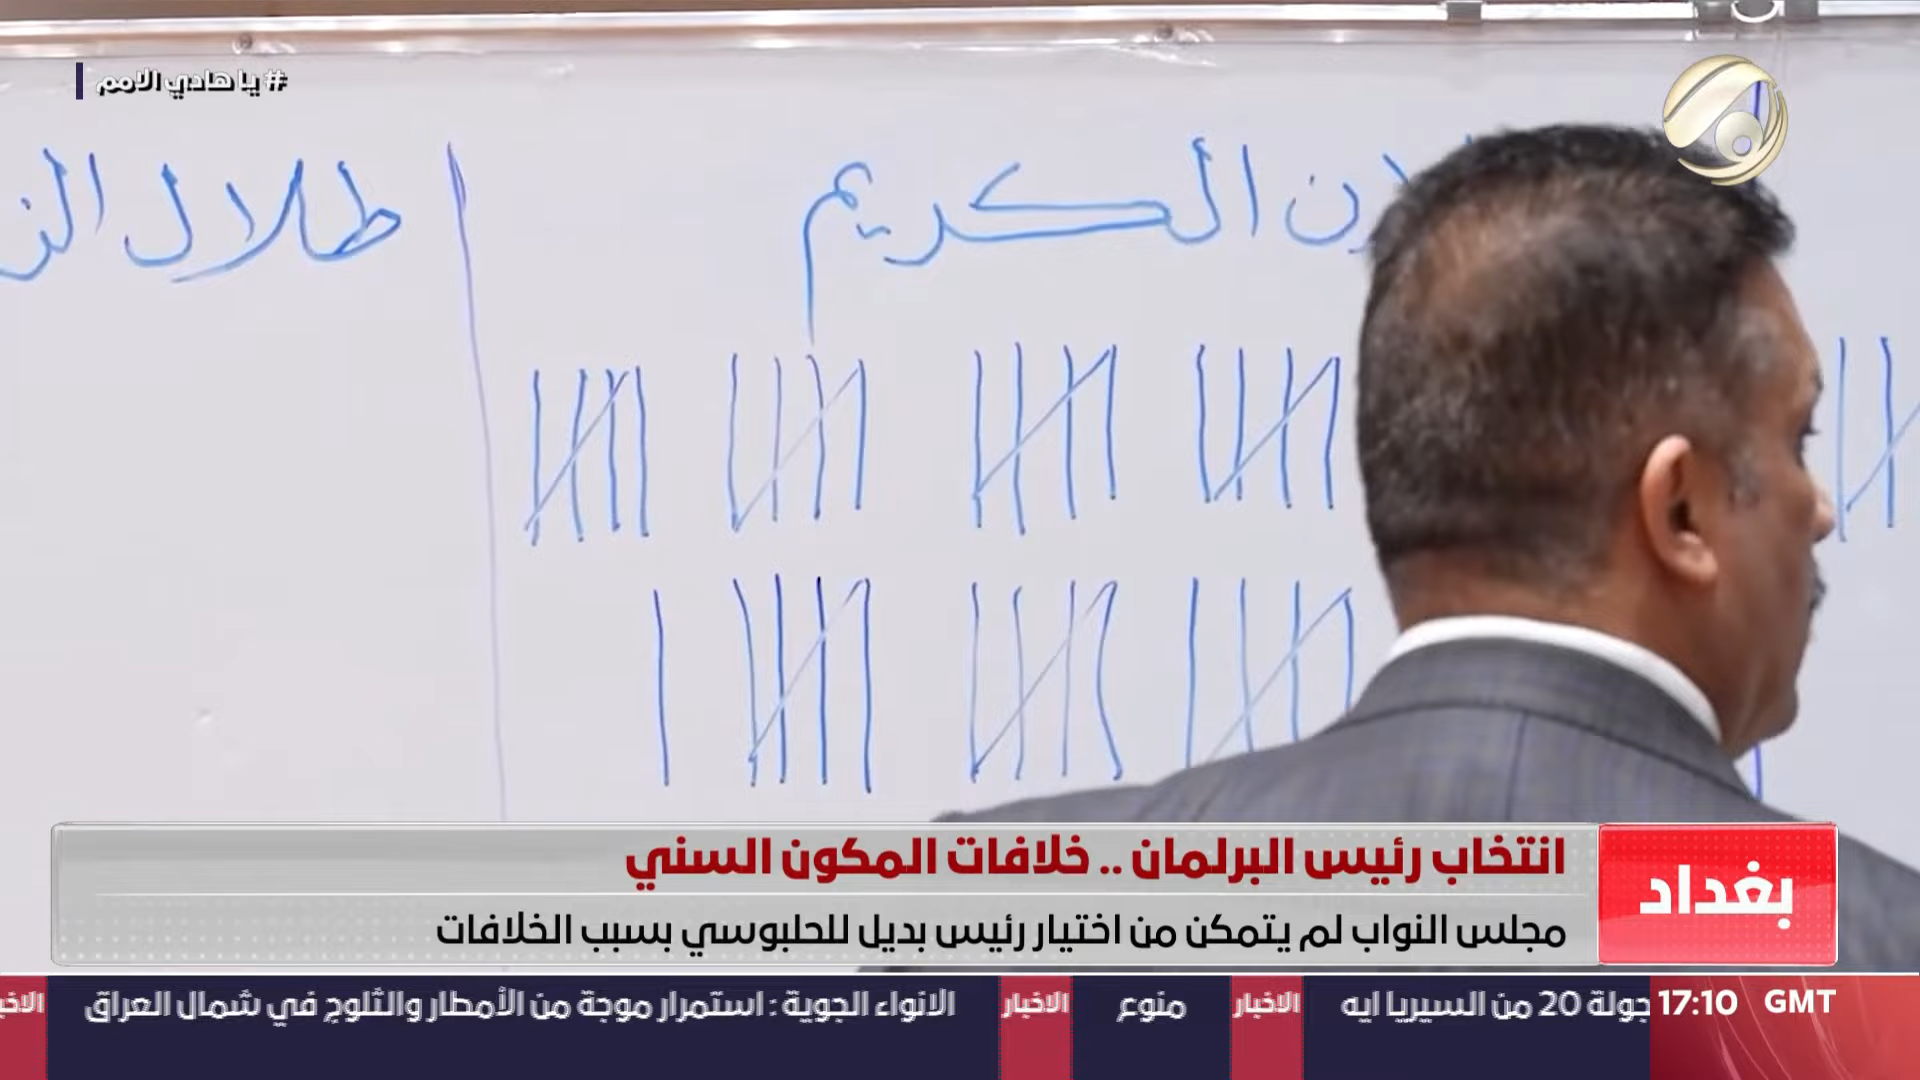 # يا هادي الامم
الكريم
طلال
انتخاب رئيس البرلمان .. خلافات المكون السني
بغداد
مجلس النواب لم يتمكن من اختيار رئيس بديل للحلبوسي بسبب الخلافات
17:10 GMT
جولة 20 من السيريا ايه الاخبار منوع الاخبار الانواء الجوية : استمرار موجة من الأمطار والثلوج في شمال العراق